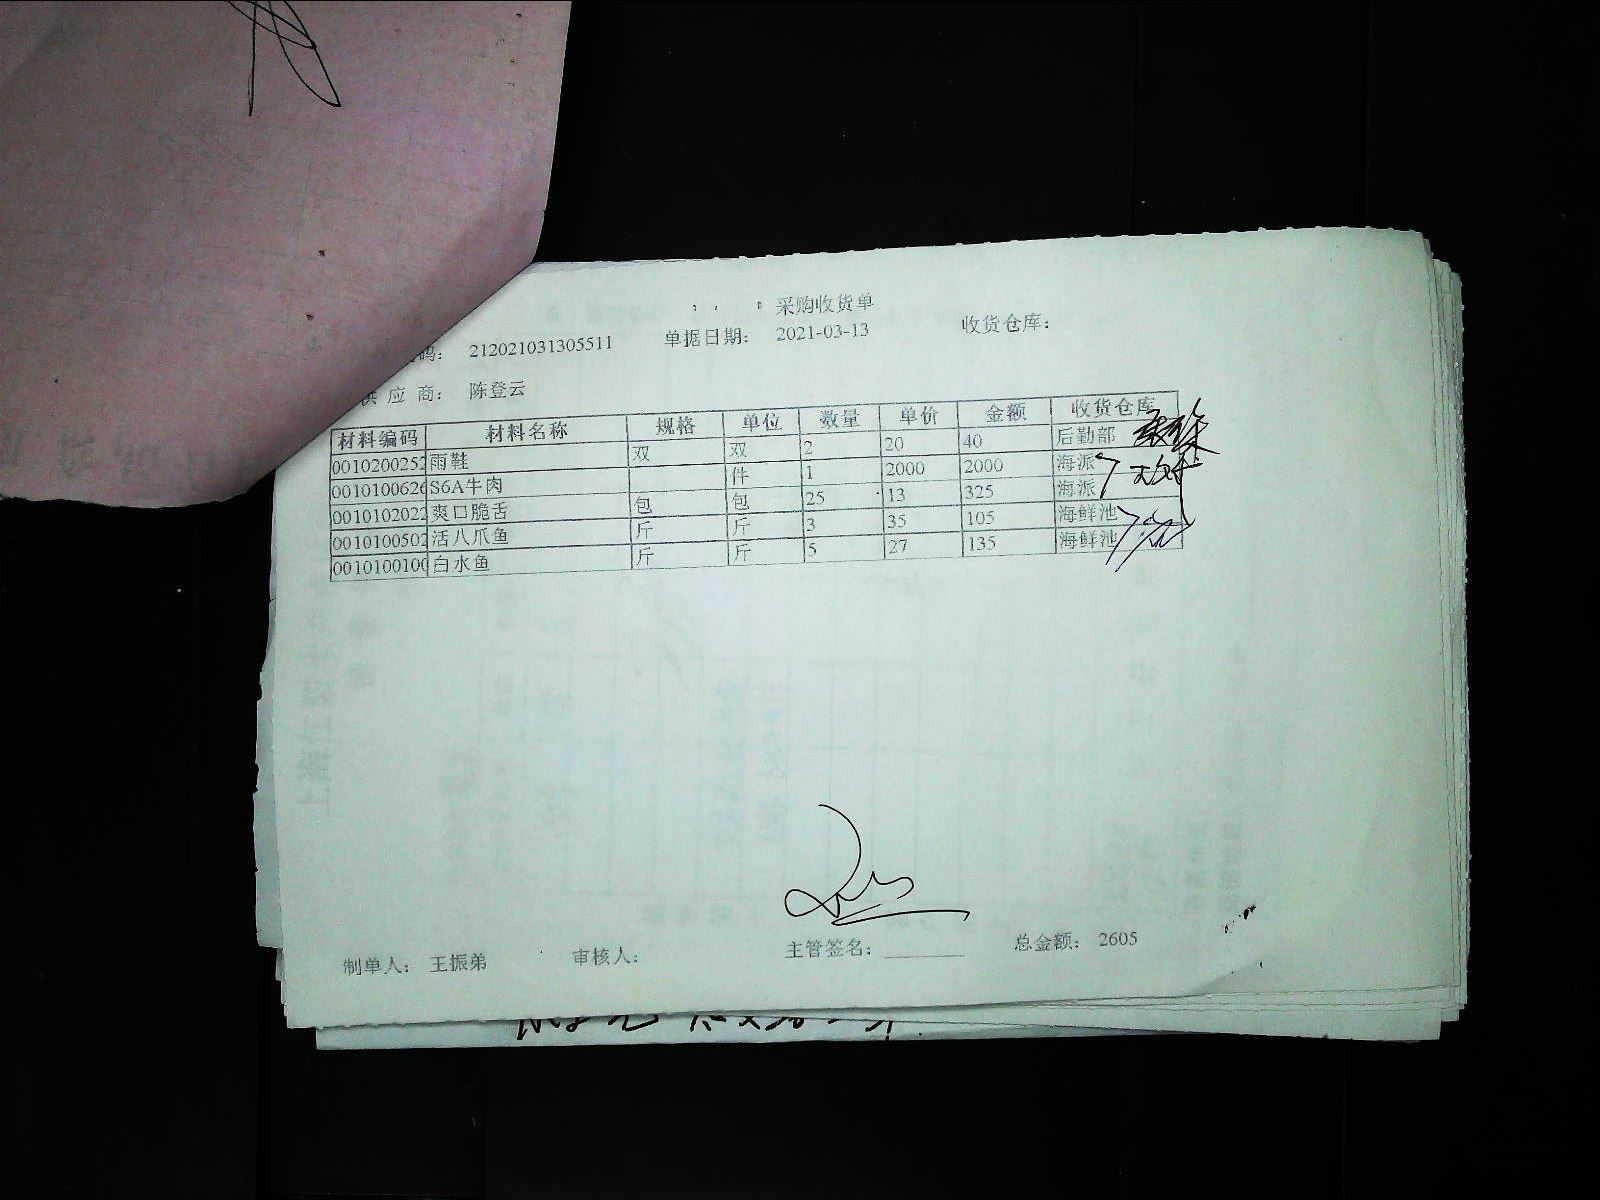 采购收货单
码： 212021031305511 单据日期： 2021-03-13 收货仓库：
供 应 商： 陈登云
材料编码 材料名称 规格 单位 数量 单价 金额 收货仓库
0010200252 雨鞋 双 双 2 20 40 后勤部
0010100626 S6A牛肉 件 1 2000 2000 海派
0010102022 爽口脆舌 包 包 25 13 325 海派
0010100502 活八爪鱼 斤 斤 3 35 105 海鲜池
0010100100 白水鱼 斤 斤 5 27 135 海鲜池
制单人： 王振弟 审核人： 主管签名： 总金额： 2605